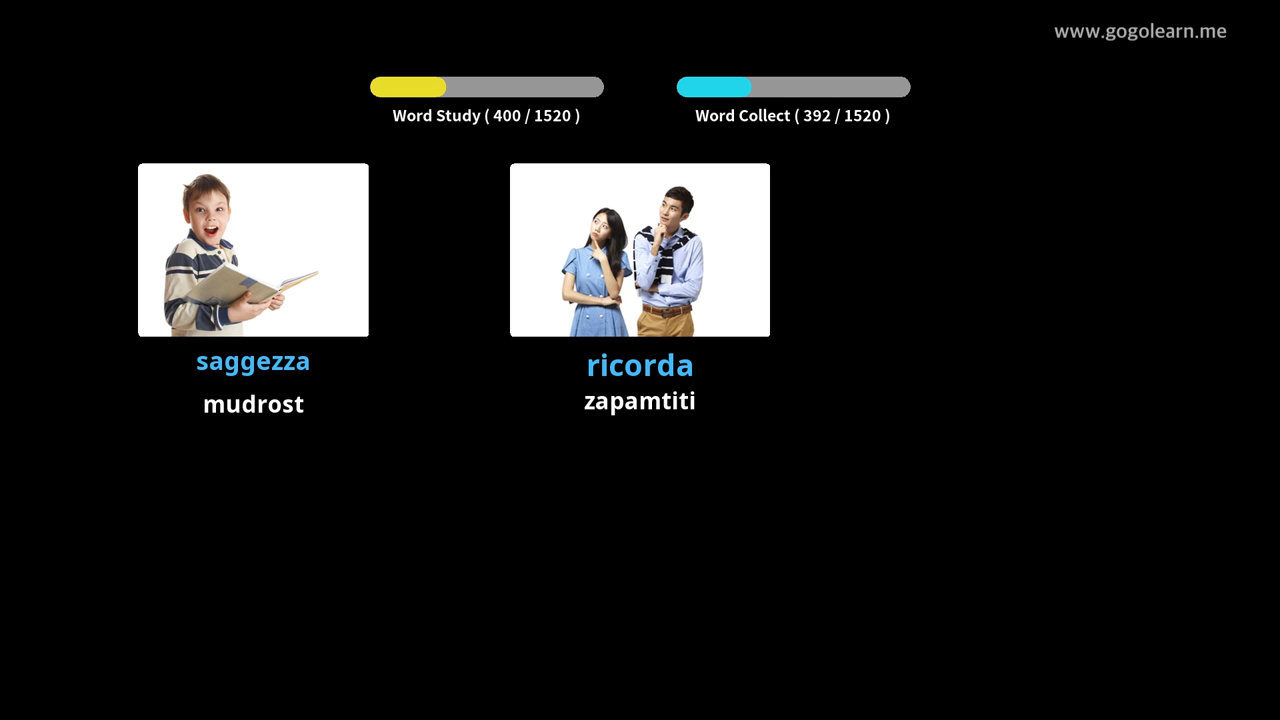 www.gogolearn.me
Word Study ( 400 / 1520 )
Word Collect ( 392 / 1520 )
saggezza
mudrost
ricorda
zapamtiti